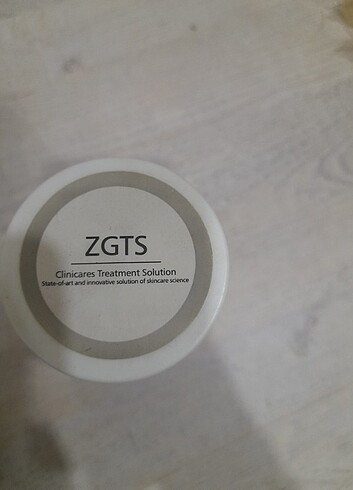 ZGTS
Clinicares Treatment Solution
State-of-art and innovative solution of skincare science